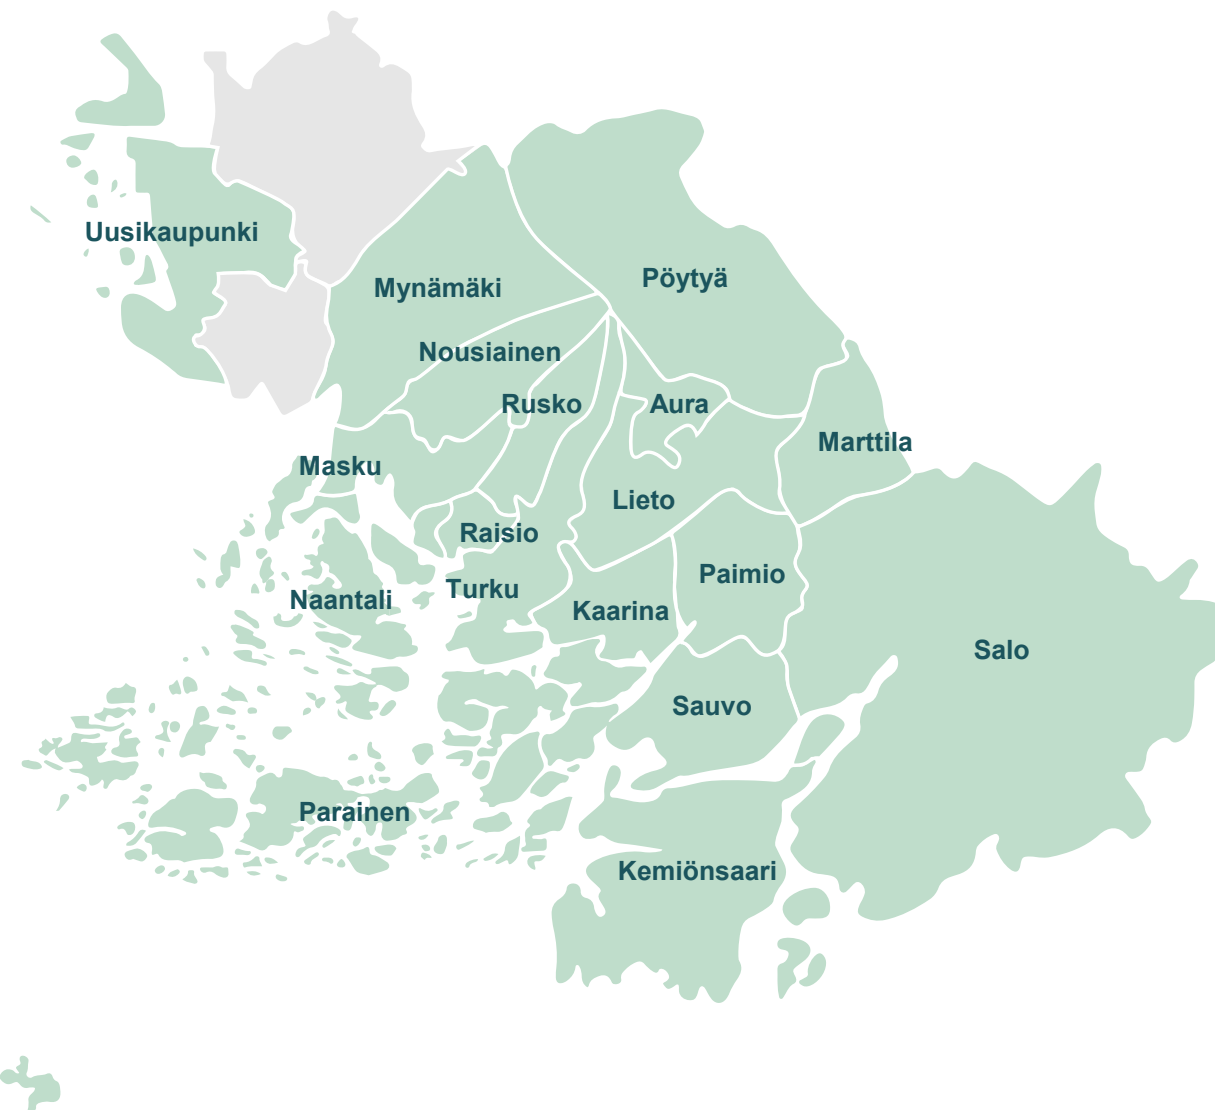 Uusikaupunki
Pöytyä
Mynämäki
Nousiainen
Rusko
Aura
Marttila
Masku
Lieto
Raisio
Paimio
Turku
Naantali
Kaarina
Salo
Sauvo
Parainen
Kemiönsaari